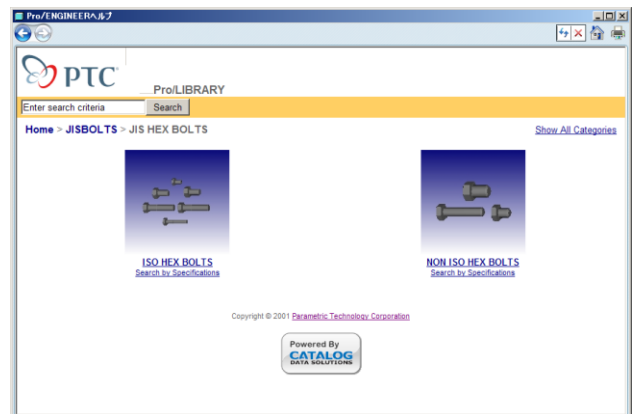 Pro/ENGINEERヘルプ
PTC
Pro/LIBRARY
Enter search criteria Search
Home > JISBOLTS > JIS HEX BOLTS Show All Categories
ISO HEX BOLTS NON ISO HEX BOLTS
Search by Specifications Search by Specifications
Copyright © 2001 Parametric Technology Corporation
Powered By
CATALOG
DATA SOLUTIONS